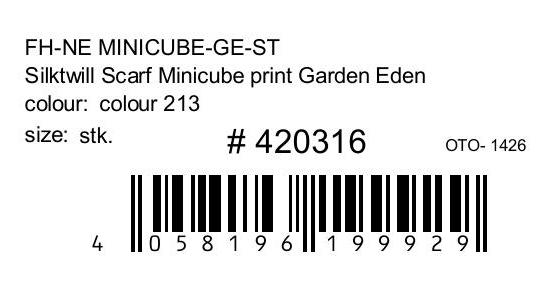 FH-NE MINICUBE-GE-ST
Silktwill Scarf Minicube print Garden Eden
colour: colour 213
size: stk.
# 420316
OTO- 1426
4 058196 199929